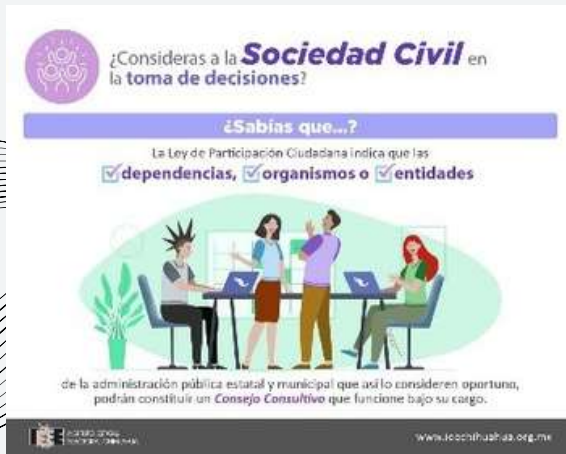 ¿Consideras a la Sociedad Civil en
la toma de decisiones?
¿Sabías que...?
La Ley de Participación Ciudadana indica que las
dependencias, organismos o entidades
de la administración pública estatal y municipal que así lo consideren oportuno,
podrán constituir un Consejo Consultivo que funcione bajo su cargo.
IEE
www.ieechihuahua.org.mx